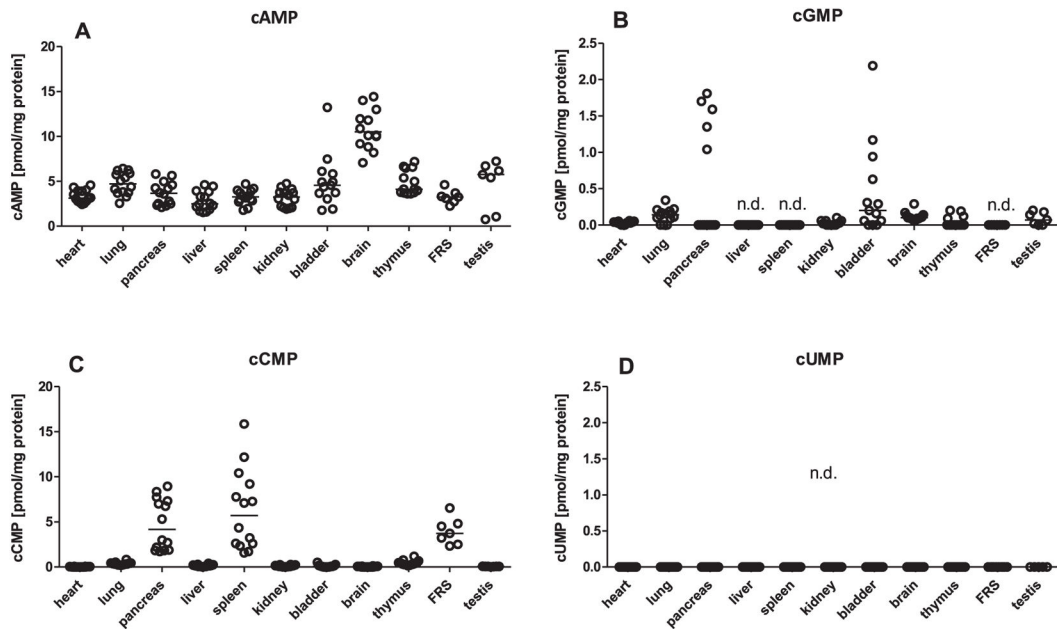 A
cAMP
cAMP [pmol/mg protein]
20
15
10
5
0
heart
lung
pancreas
liver
spleen
kidney
bladder
brain
thymus
FRS
testis
B
cGMP
cGMP [pmol/mg protein]
2.5
2.0
1.5
1.0
0.5
0.0
n.d.
n.d.
n.d.
heart
lung
pancreas
liver
spleen
kidney
bladder
brain
thymus
FRS
testis
C
cCMP
cCMP [pmol/mg protein]
20
15
10
5
0
heart
lung
pancreas
liver
spleen
kidney
bladder
brain
thymus
FRS
testis
D
cUMP
cUMP [pmol/mg protein]
2.5
2.0
1.5
1.0
0.5
0.0
n.d.
heart
lung
pancreas
liver
spleen
kidney
bladder
brain
thymus
FRS
testis